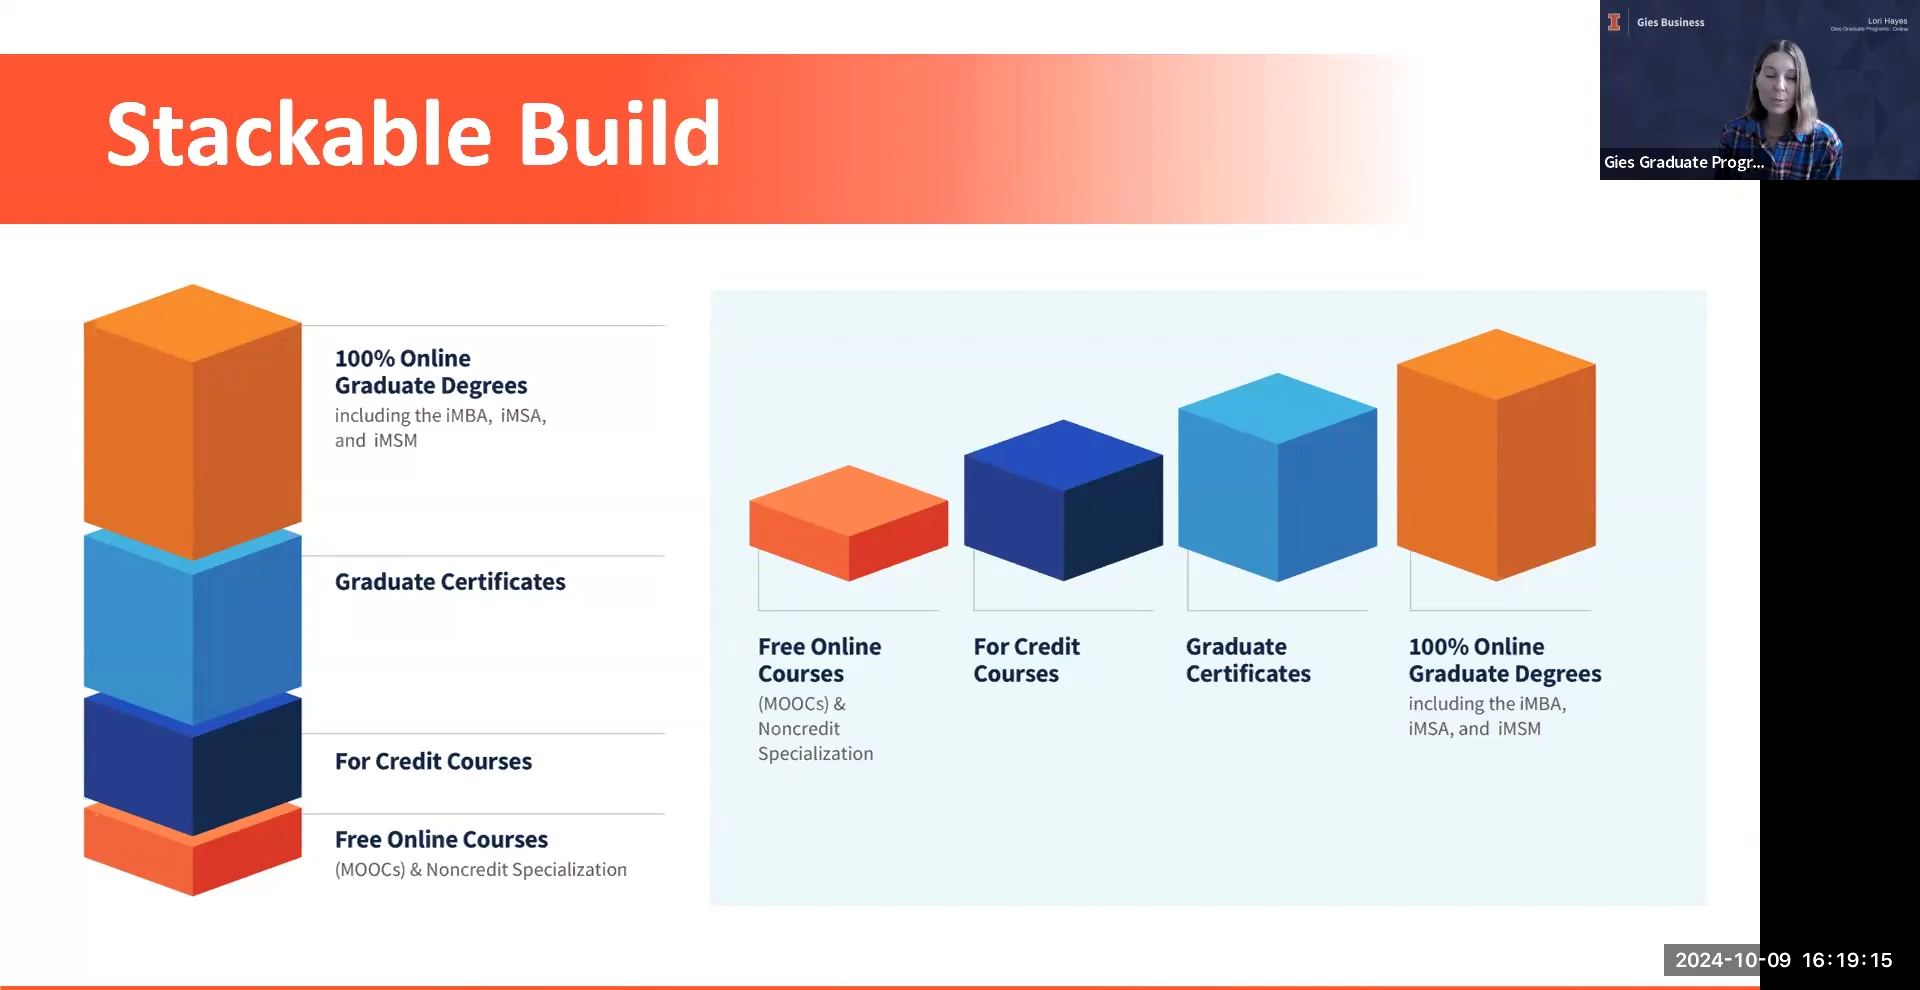 Stackable Build
100% Online
Graduate Degrees
including the iMBA, iMSA,
and iMSM
Graduate Certificates
For Credit Courses
Free Online Courses
(MOOCs) & Noncredit Specialization
Free Online
Courses
(MOOCs) &
Noncredit
Specialization
For Credit
Courses
Graduate
Certificates
100% Online
Graduate Degrees
including the iMBA,
iMSA, and iMSM
I
Gies Business
Lori Hayes
Gies Graduate Programs | Online
Gies Graduate Progr...
2024-10-09 16:19:15